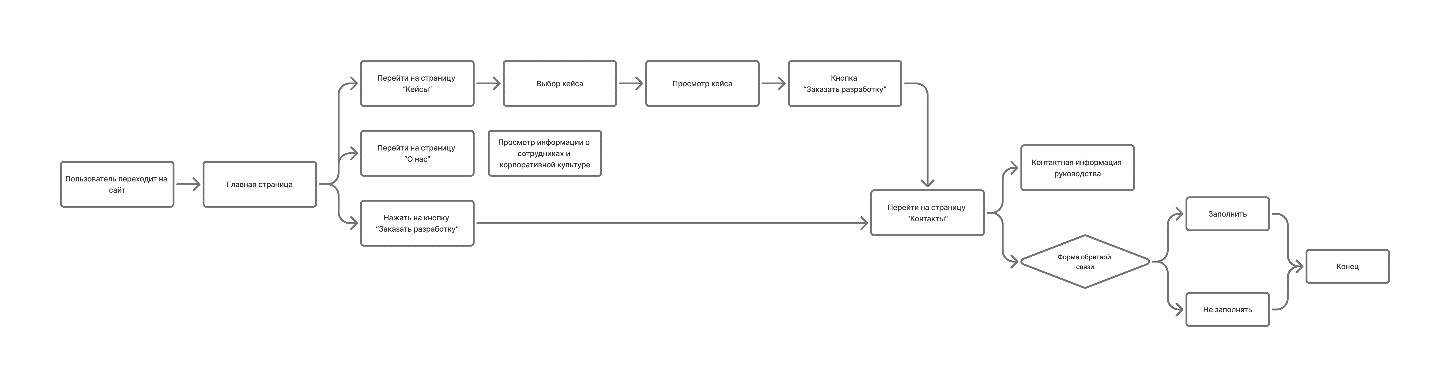 Пользователь переходит на
сайт
Главная страница
Перейти на страницу
"Кейсы"
Выбор кейса
Просмотр кейса
Кнопка
"Заказать разработку"
Перейти на страницу
"О нас"
Просмотр информации о
сотрудниках и
корпоративной культуре
Нажать на кнопку
"Заказать разработку"
Перейти на страницу
"Контакты"
Контактная информация
руководства
Форма обратной
связи
Заполнить
Не заполнять
Конец